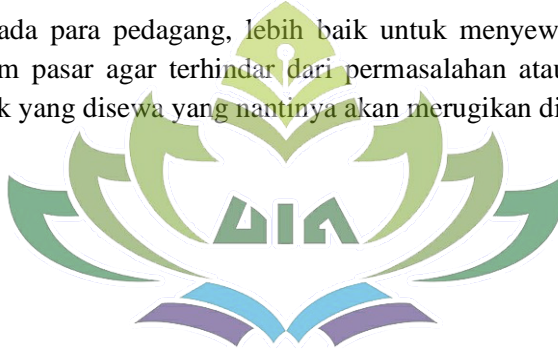 ada para pedagang, lebih baik untuk menyew
m pasar agar terhindar dari permasalahan atau
k yang disewa yang nantinya akan merugikan di
UIN